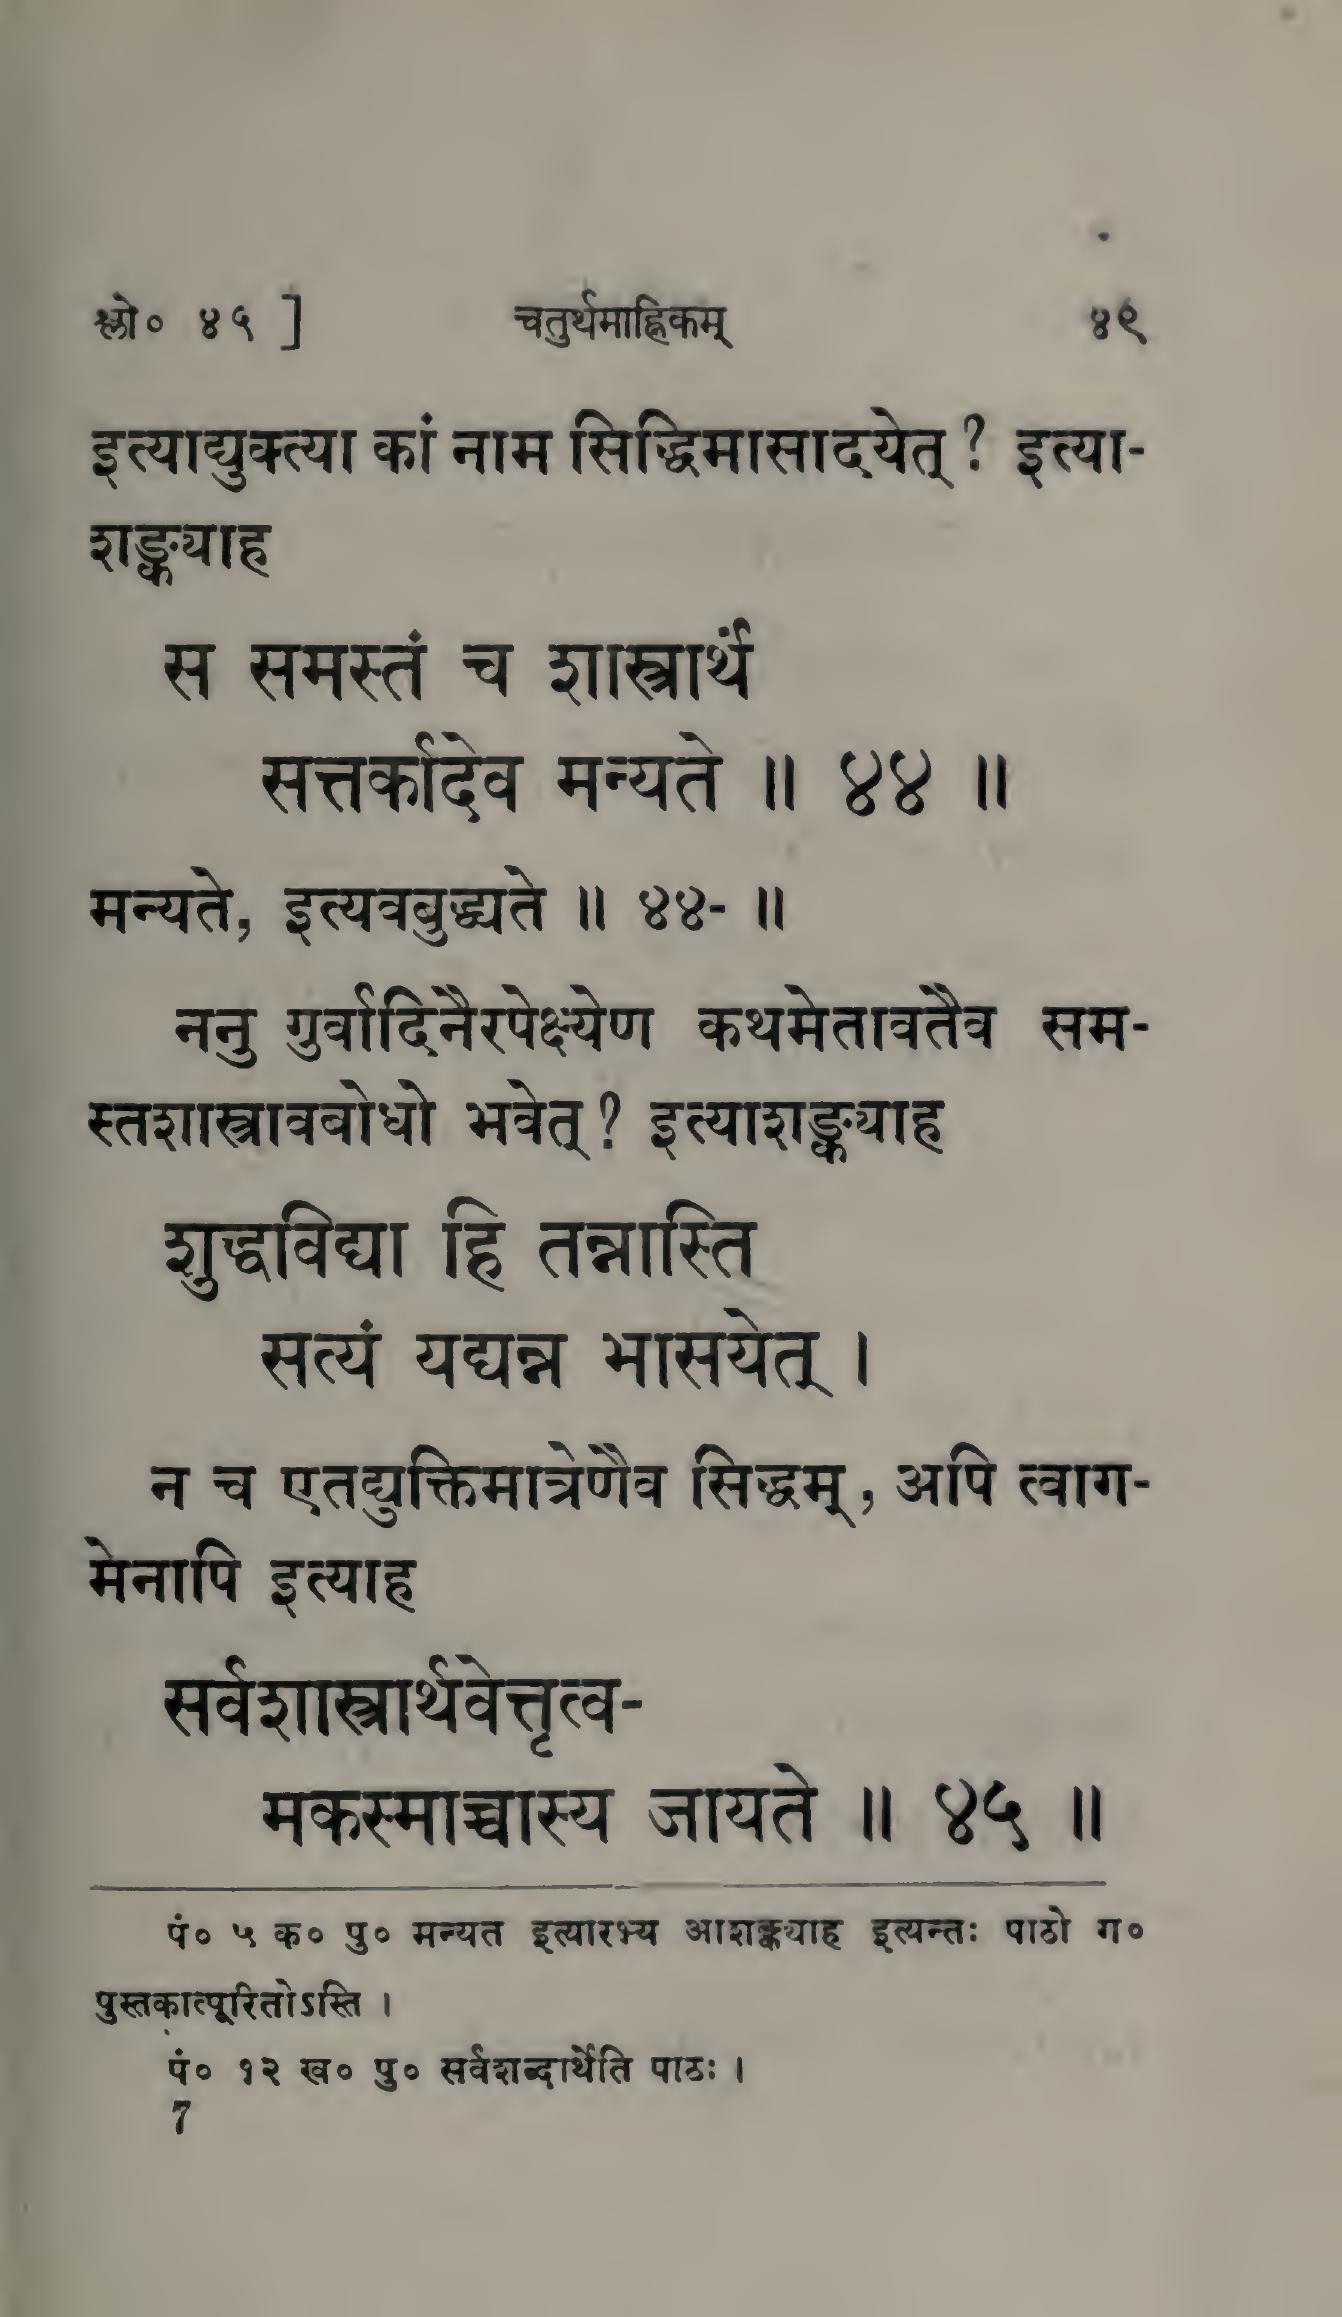 श्लो० ४५ ] चतुर्थमाह्निकम् ४९
इत्याद्युक्त्या कां नाम सिद्धिमासादयेत् ? इत्या-
शङ्क्याह
स समस्तं च शास्त्रार्थं
सत्तर्कादेव मन्यते ॥ ४४ ॥
मन्यते, इत्यवबुद्ध्यते ॥ ४४- ॥
ननु गुर्वादिनैरपेक्ष्येण कथमेतावतैव सम-
स्तशास्त्रावबोधो भवेत् ? इत्याशङ्क्याह
शुद्धविद्या हि तन्नास्ति
सत्यं यद्यन्न भासयेत् ।
न च एतद्युक्तिमात्रेणैव सिद्धम् , अपि त्वाग-
मेनापि इत्याह
सर्वशास्त्रार्थवेत्तृत्व-
मकस्माच्चास्य जायते ॥ ४५ ॥
पं० ५ क० पु० मन्यत इत्यारभ्य आशङ्क्याह इत्यन्तः पाठो ग०
पुस्तकात्पूरितोऽस्ति ।
पं० १२ ख० पु० सर्वशब्दार्थेति पाठः ।
7